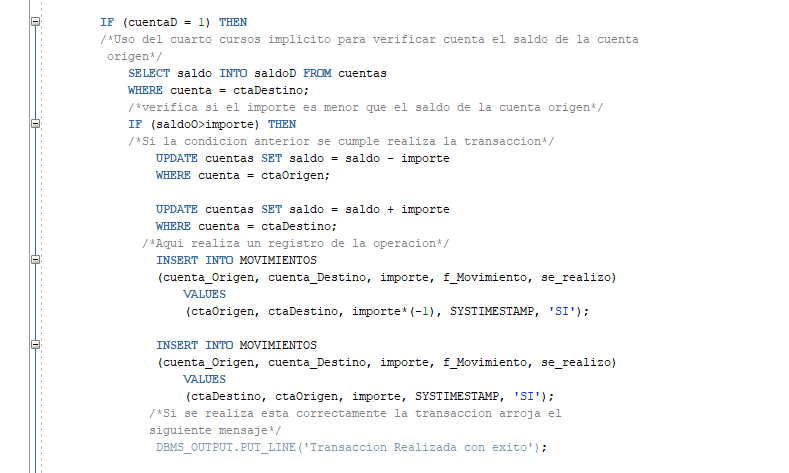 IF (cuentaD = 1) THEN
/*Uso del cuarto cursos implicito para verificar cuenta el saldo de la cuenta
origen*/
SELECT saldo INTO saldoD FROM cuentas
WHERE cuenta = ctaDestino;
/*verifica si el importe es menor que el saldo de la cuenta origen*/
IF (saldoO>importe) THEN
/*Si la condicion anterior se cumple realiza la transaccion*/
UPDATE cuentas SET saldo = saldo - importe
WHERE cuenta = ctaOrigen;
UPDATE cuentas SET saldo = saldo + importe
WHERE cuenta = ctaDestino;
/*Aqui realiza un registro de la operacion*/
INSERT INTO MOVIMIENTOS
(cuenta_Origen, cuenta_Destino, importe, f_Movimiento, se_realizo)
VALUES
(ctaOrigen, ctaDestino, importe*(-1), SYSTIMESTAMP, 'SI');
INSERT INTO MOVIMIENTOS
(cuenta_Origen, cuenta_Destino, importe, f_Movimiento, se_realizo)
VALUES
(ctaDestino, ctaOrigen, importe, SYSTIMESTAMP, 'SI');
/*Si se realiza esta correctamente la transaccion arroja el
siguiente mensaje*/
DBMS_OUTPUT.PUT_LINE('Transaccion Realizada con exito');